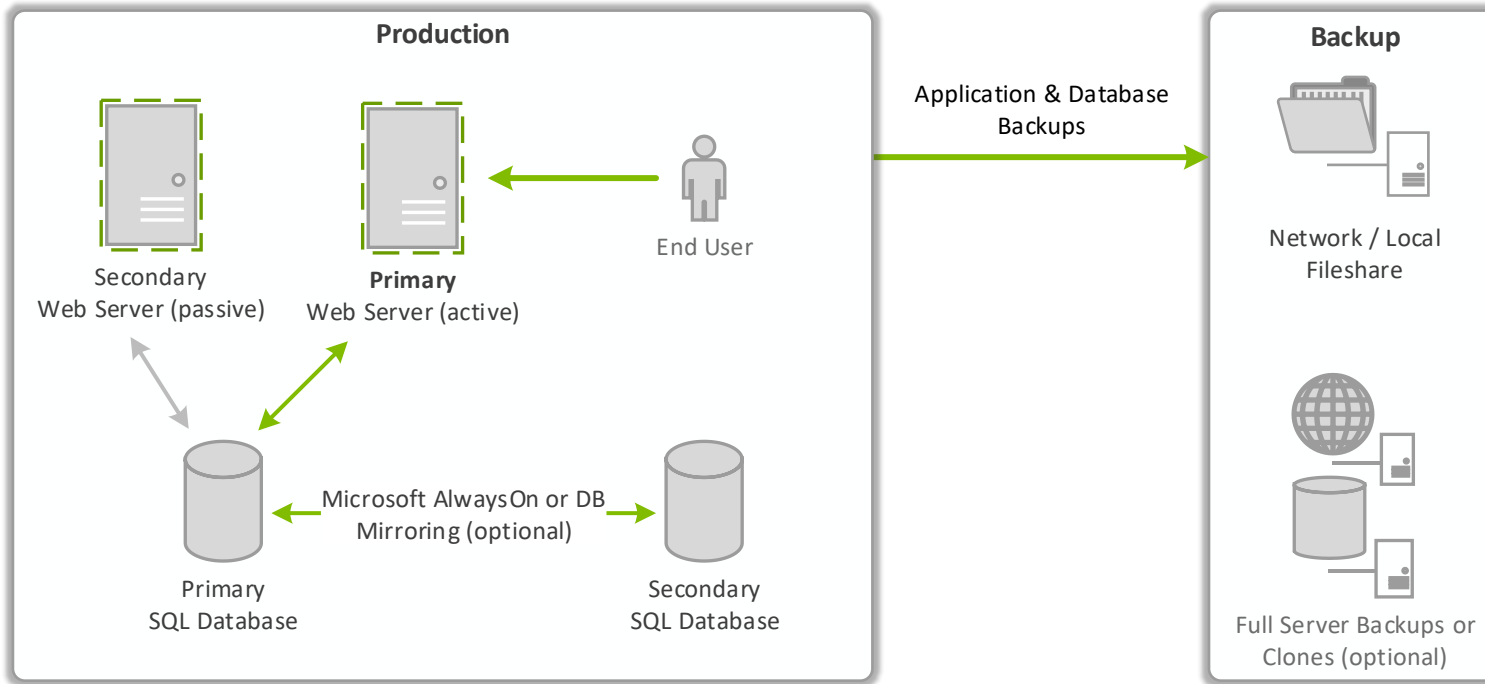 Production
Secondary
Web Server (passive)
Primary
Web Server (active)
End User
Microsoft AlwaysOn or DB
Mirroring (optional)
Primary
SQL Database
Secondary
SQL Database
Application & Database
Backups
Backup
Network / Local
Fileshare
Full Server Backups or
Clones (optional)